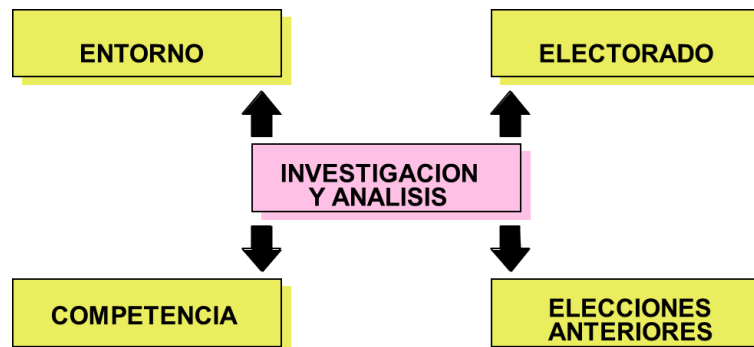 ENTORNO
ELECTORADO
INVESTIGACION
Y ANALISIS
COMPETENCIA
ELECCIONES
ANTERIORES